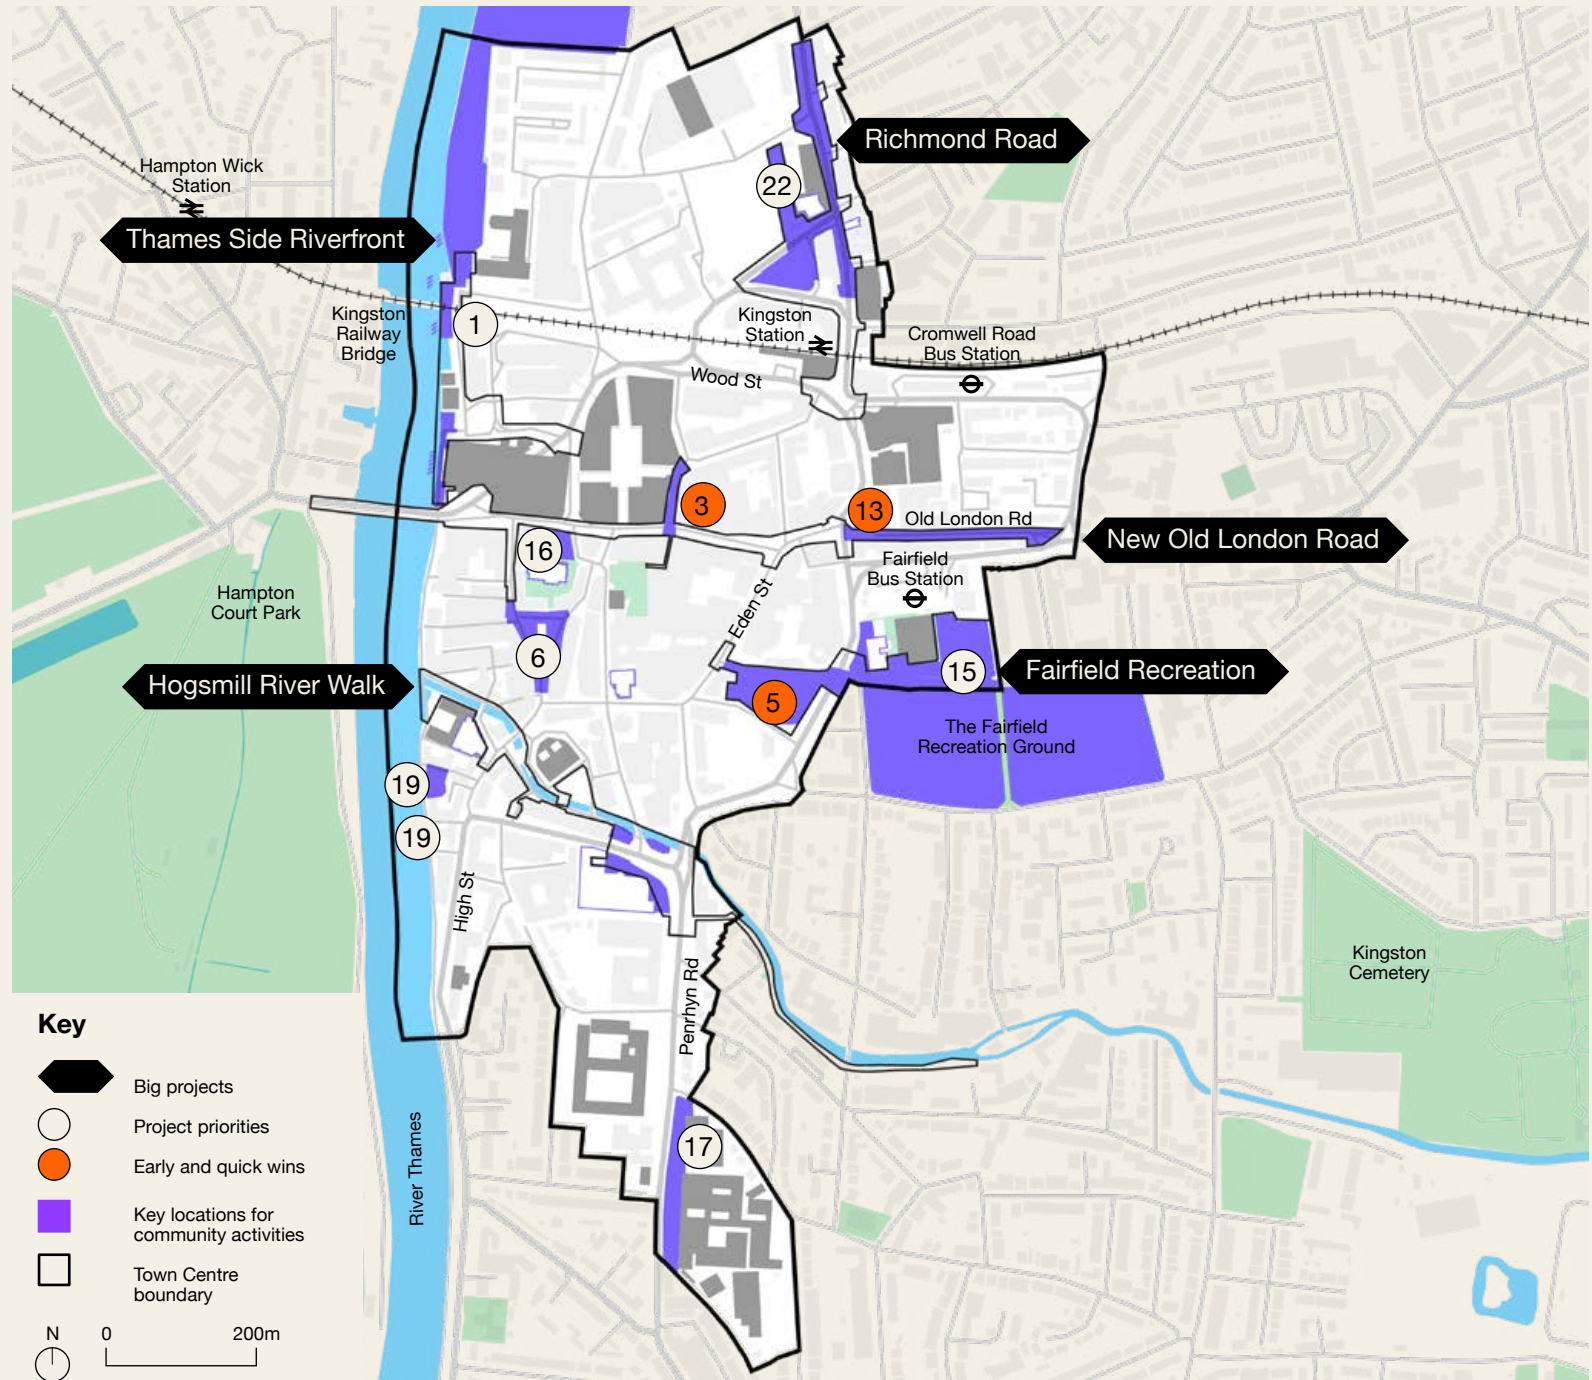 Richmond Road
Hampton Wick
Station
22
Thames Side Riverfront
Kingston
Railway
Bridge
1
Kingston
Station
Cromwell Road
Bus Station
Wood St
3
13
Old London Rd
New Old London Road
16
Fairfield
Bus Station
Hampton
Court Park
Eden St
6
15
Fairfield Recreation
Hogsmill River Walk
5
The Fairfield
Recreation Ground
19
19
High St
Kingston
Cemetery
Penrhyn Rd
17
River Thames
Key
Big projects
Project priorities
Early and quick wins
Key locations for
community activities
Town Centre
boundary
N
0
200m